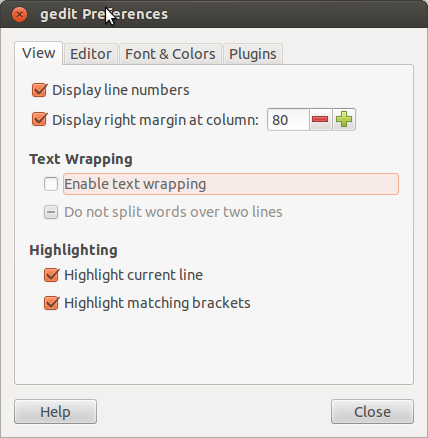 gedit Preferences
View Editor Font & Colors Plugins
Display line numbers
Display right margin at column: 80
Text Wrapping
Enable text wrapping
Do not split words over two lines
Highlighting
Highlight current line
Highlight matching brackets
Help Close